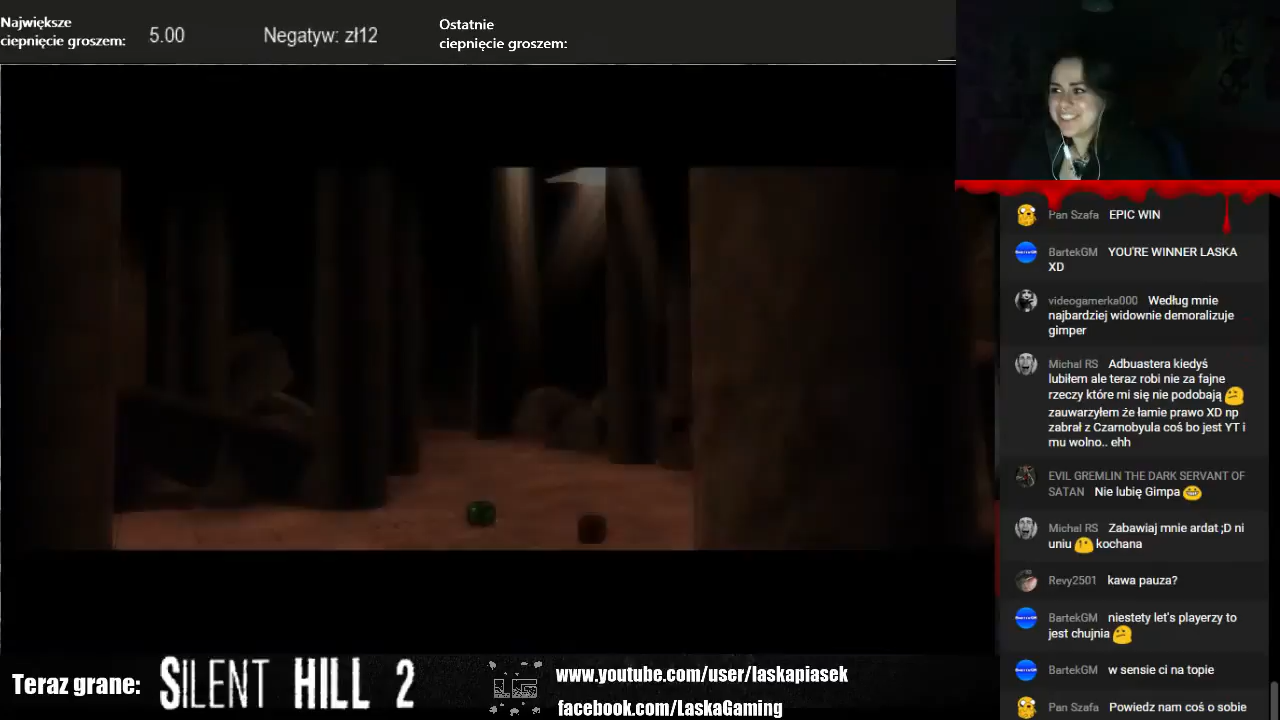 Największe
ciepnięcie groszem:
5.00
Negatyw: zł12
Ostatnie
ciepnięcie groszem:
Pan Szafa EPIC WIN
BartekGM YOU'RE WINNER LASKA
XD
videogamerka000 Według mnie
najbardziej widownie demoralizuje
gimper
Michal RS Adbuastera kiedyś
lubiłem ale teraz robi nie za fajne
rzeczy które mi się nie podobają
zauwarzyłem że łamie prawo XD np
zabrał z Czarnobyula coś bo jest YT i
mu wolno.. ehh
EVIL GREMLIN THE DARK SERVANT OF
SATAN Nie lubię Gimpa
Michal RS Zabawiaj mnie ardat ;D ni
uniu kochana
Revy2501 kawa pauza?
BartekGM niestety let's playerzy to
jest chujnia
BartekGM w sensie ci na topie
Pan Szafa Powiedz nam coś o sobie
Teraz grane: SILENT HILL 2
www.youtube.com/user/laskapiasek
facebook.com/LaskaGaming